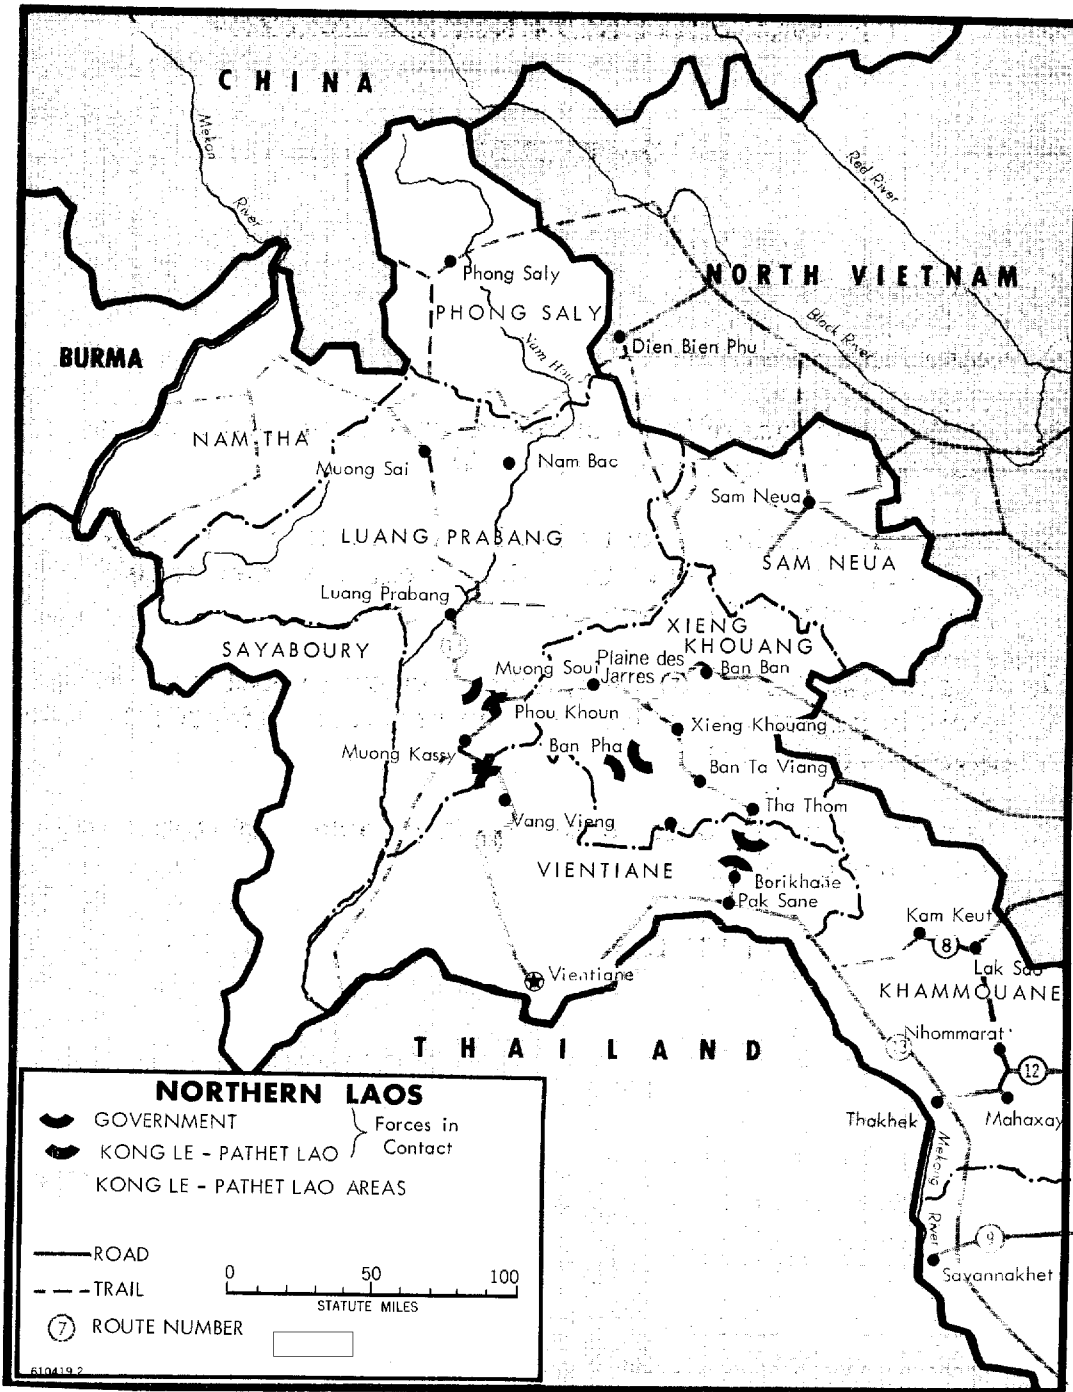 CHINA
Mekon
River
Red River
Phong Saly
NORTH VIETNAM
PHONG SALY
Black River
Nam Hou
Dien Bien Phu
BURMA
NAM THA
Muong Sai
Nam Bac
Sam Neua
LUANG PRABANG
SAM NEUA
Luang Prabang
XIENG
KHOUANG
SAYABOURY
13
Muong Soui
Plaine des
Jarres
Ban Ban
Phou Khoun
Xieng Khouang
Muong Kassy
Ban Pha
Ban Ta Viang
Tha Thom
Vang Vieng
13
VIENTIANE
Borikhane
Pak Sane
Kam Keut
8
Lak Sao
Vientiane
KHAMMOUANE
THAILAND
Nhommarat
13
12
Thakhek
Mahaxay
Mekong
River
9
Savannakhet
NORTHERN LAOS
GOVERNMENT
KONG LE - PATHET LAO
Forces in
Contact
KONG LE - PATHET LAO AREAS
ROAD
TRAIL
7 ROUTE NUMBER
0 50 100
STATUTE MILES
610419 2